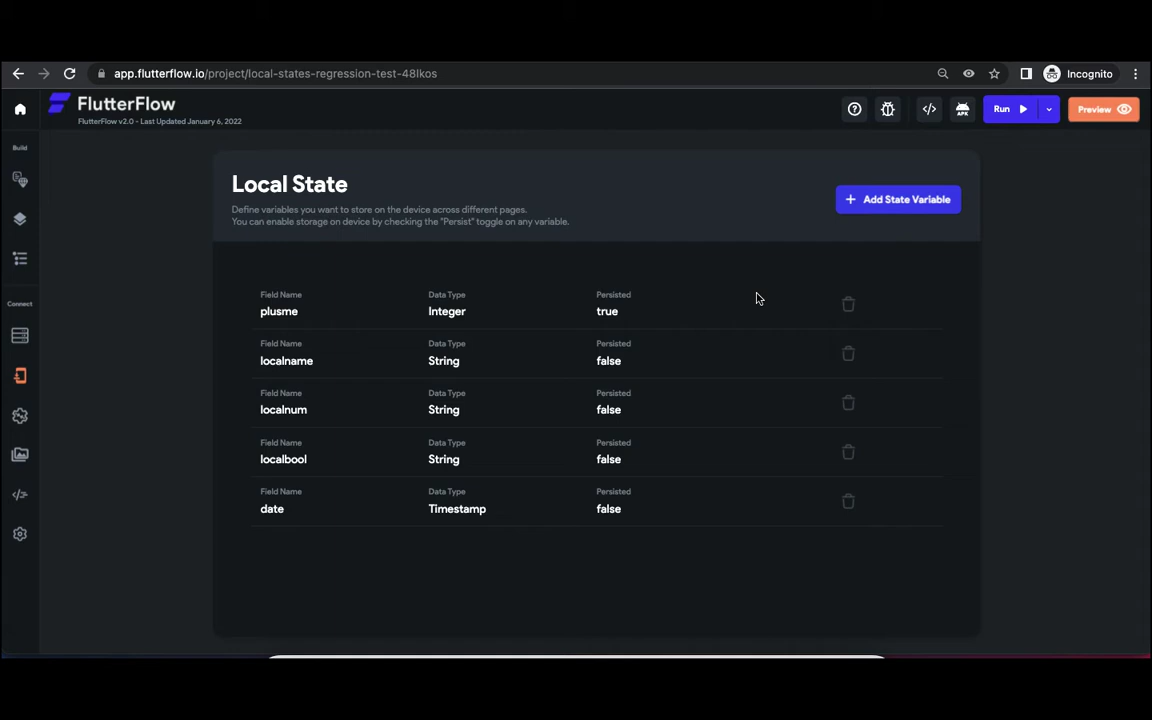 app.flutterflow.io/project/local-states-regression-test-48lkos
Incognito
FlutterFlow
FlutterFlow v2.0 - Last Updated January 6, 2022
APK
Run
Preview
Build
Connect
Local State
Define variables you want to store on the device across different pages.
You can enable storage on device by checking the "Persist" toggle on any variable.
+ Add State Variable
Field Name Data Type Persisted
plusme Integer true
Field Name Data Type Persisted
localname String false
Field Name Data Type Persisted
localnum String false
Field Name Data Type Persisted
localbool String false
Field Name Data Type Persisted
date Timestamp false